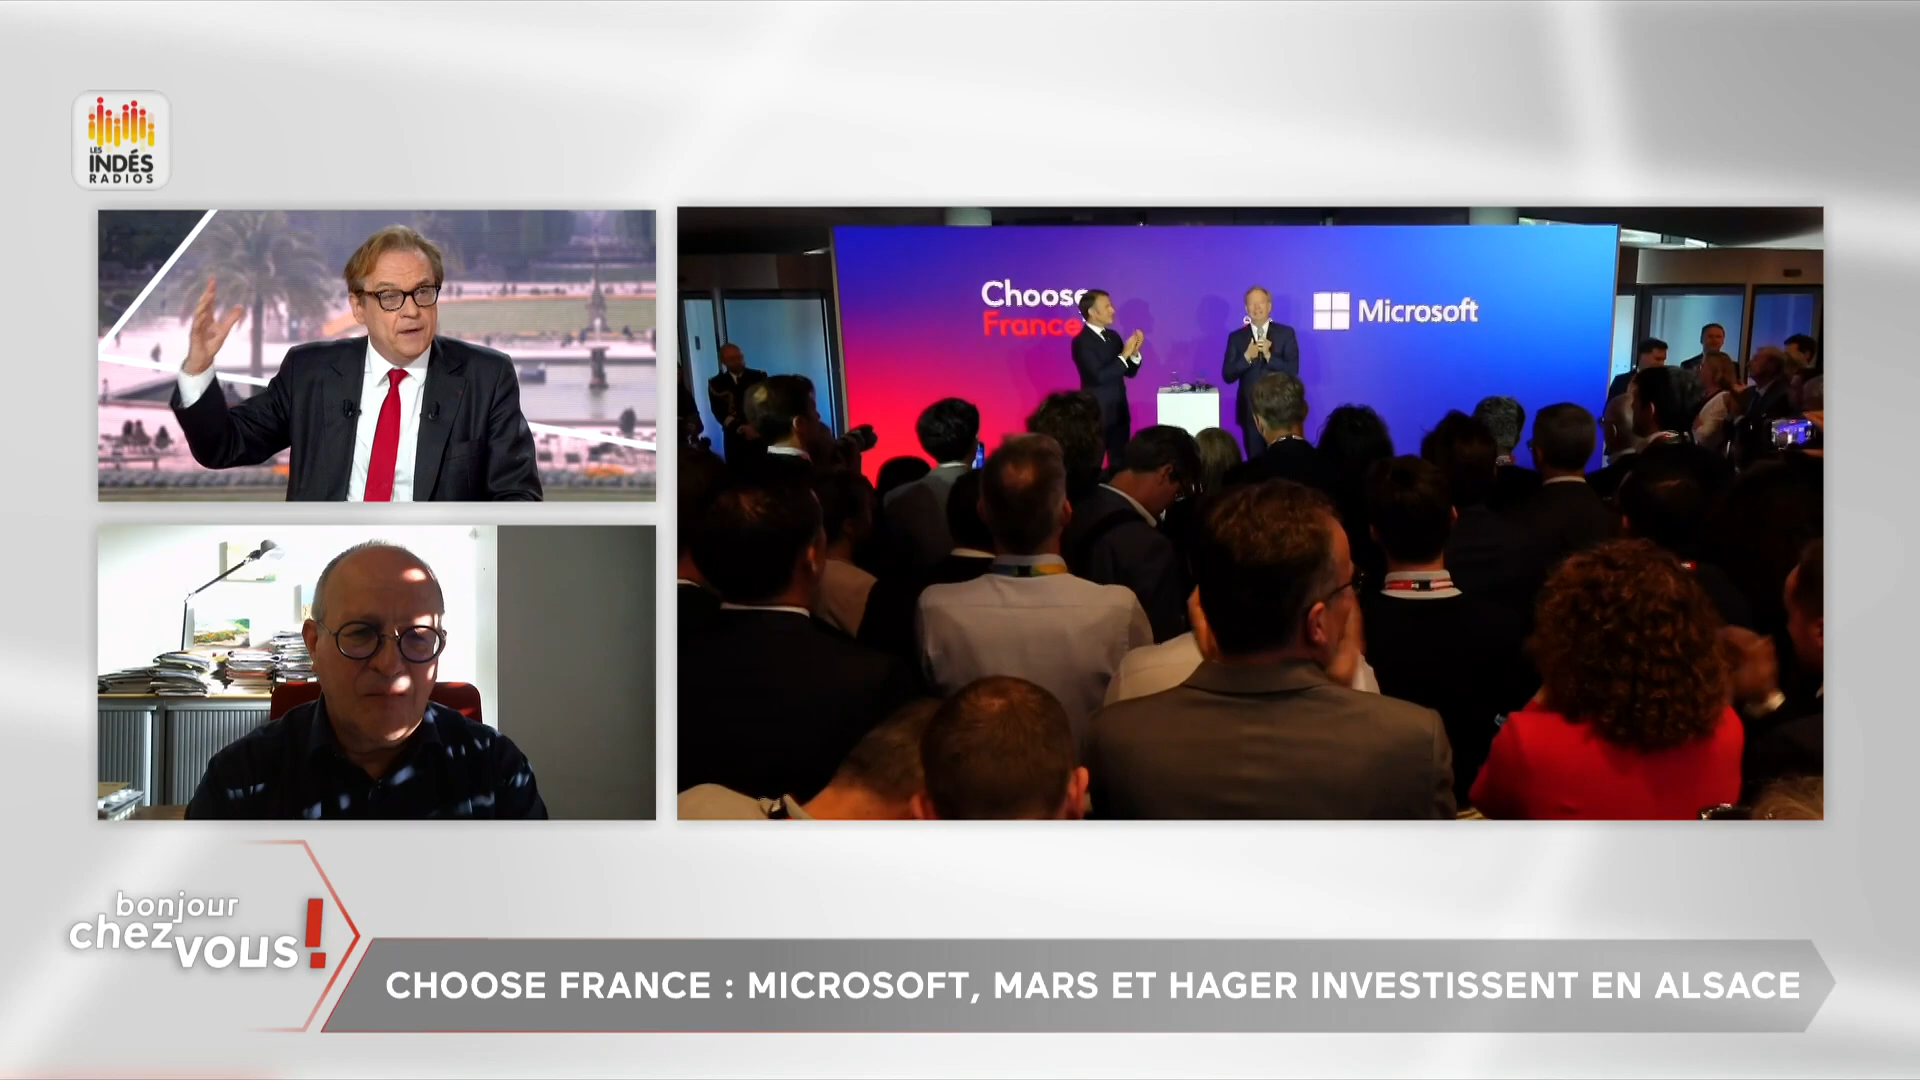 LES
INDÉS
RADIOS
Choose
France
Microsoft
bonjour
chez
vous!
CHOOSE FRANCE : MICROSOFT, MARS ET HAGER INVESTISSENT EN ALSACE